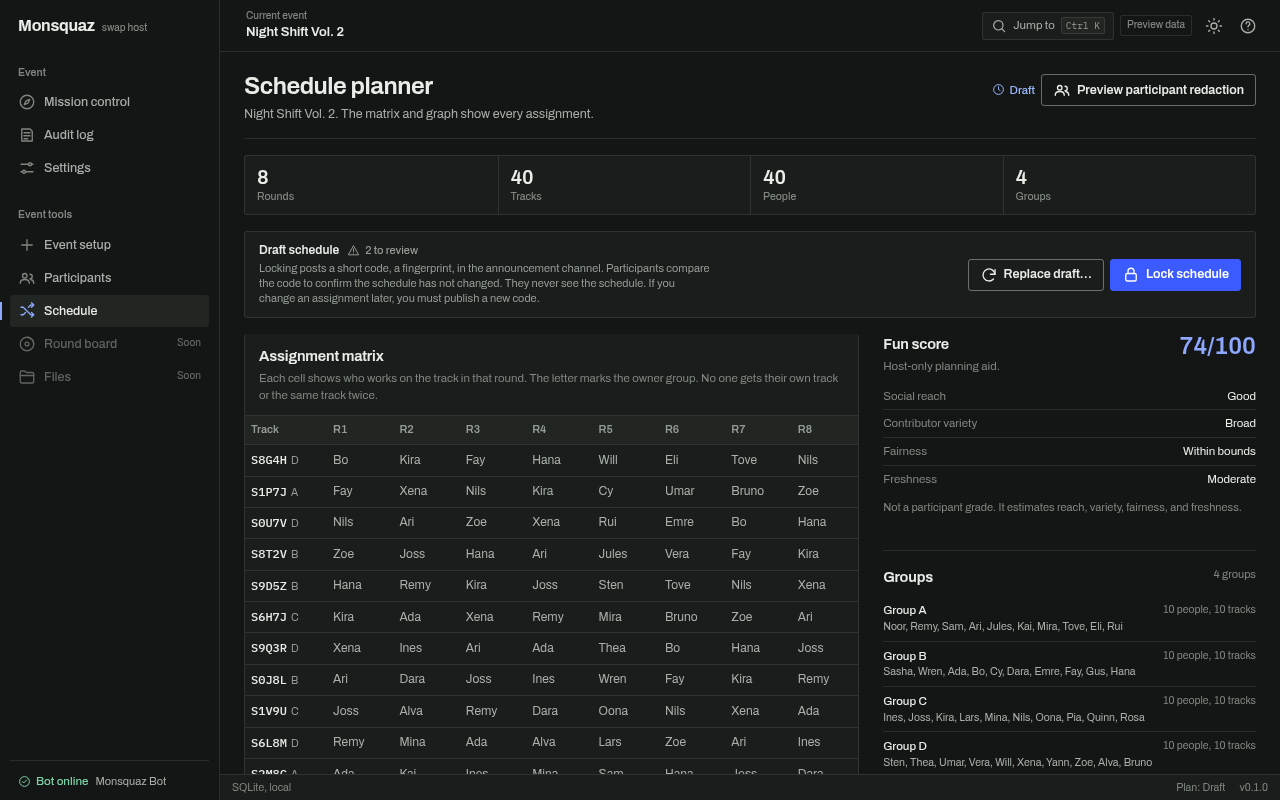 Monsquaz swap host
Event
Mission control
Audit log
Settings
Event tools
Event setup
Participants
Schedule
Round board Soon
Files Soon
Bot online Monsquaz Bot
Current event
Night Shift Vol. 2
Jump to Ctrl K
Preview data
Schedule planner
Night Shift Vol. 2. The matrix and graph show every assignment.
Draft
Preview participant redaction
8
Rounds
40
Tracks
40
People
4
Groups
Draft schedule 2 to review
Locking posts a short code, a fingerprint, in the announcement channel. Participants compare
the code to confirm the schedule has not changed. They never see the schedule. If you
change an assignment later, you must publish a new code.
Replace draft...
Lock schedule
Assignment matrix
Each cell shows who works on the track in that round. The letter marks the owner group. No one gets their own track
or the same track twice.
Track R1 R2 R3 R4 R5 R6 R7 R8
S8G4H D Bo Kira Fay Hana Will Eli Tove Nils
S1P7J A Fay Xena Nils Kira Cy Umar Bruno Zoe
S0U7V D Nils Ari Zoe Xena Rui Emre Bo Hana
S8T2V B Zoe Joss Hana Ari Jules Vera Fay Kira
S9D5Z B Hana Remy Kira Joss Sten Tove Nils Xena
S6H7J C Kira Ada Xena Remy Mira Bruno Zoe Ari
S9Q3R D Xena Ines Ari Ada Thea Bo Hana Joss
S0J8L B Ari Dara Joss Ines Wren Fay Kira Remy
S1V9U C Joss Alva Remy Dara Oona Nils Xena Ada
S6L8M D Remy Mina Ada Alva Lars Zoe Ari Ines
A Ada Kai Ines Mina Sam Hana Joss Dara
Fun score 74/100
Host-only planning aid.
Social reach Good
Contributor variety Broad
Fairness Within bounds
Freshness Moderate
Not a participant grade. It estimates reach, variety, fairness, and freshness.
Groups 4 groups
Group A 10 people, 10 tracks
Noor, Remy, Sam, Ari, Jules, Kai, Mira, Tove, Eli, Rui
Group B 10 people, 10 tracks
Sasha, Wren, Ada, Bo, Cy, Dara, Emre, Fay, Gus, Hana
Group C 10 people, 10 tracks
Ines, Joss, Kira, Lars, Mina, Nils, Oona, Pia, Quinn, Rosa
Group D 10 people, 10 tracks
Sten, Thea, Umar, Vera, Will, Xena, Yann, Zoe, Alva, Bruno
SQLite, local
Plan: Draft v0.1.0